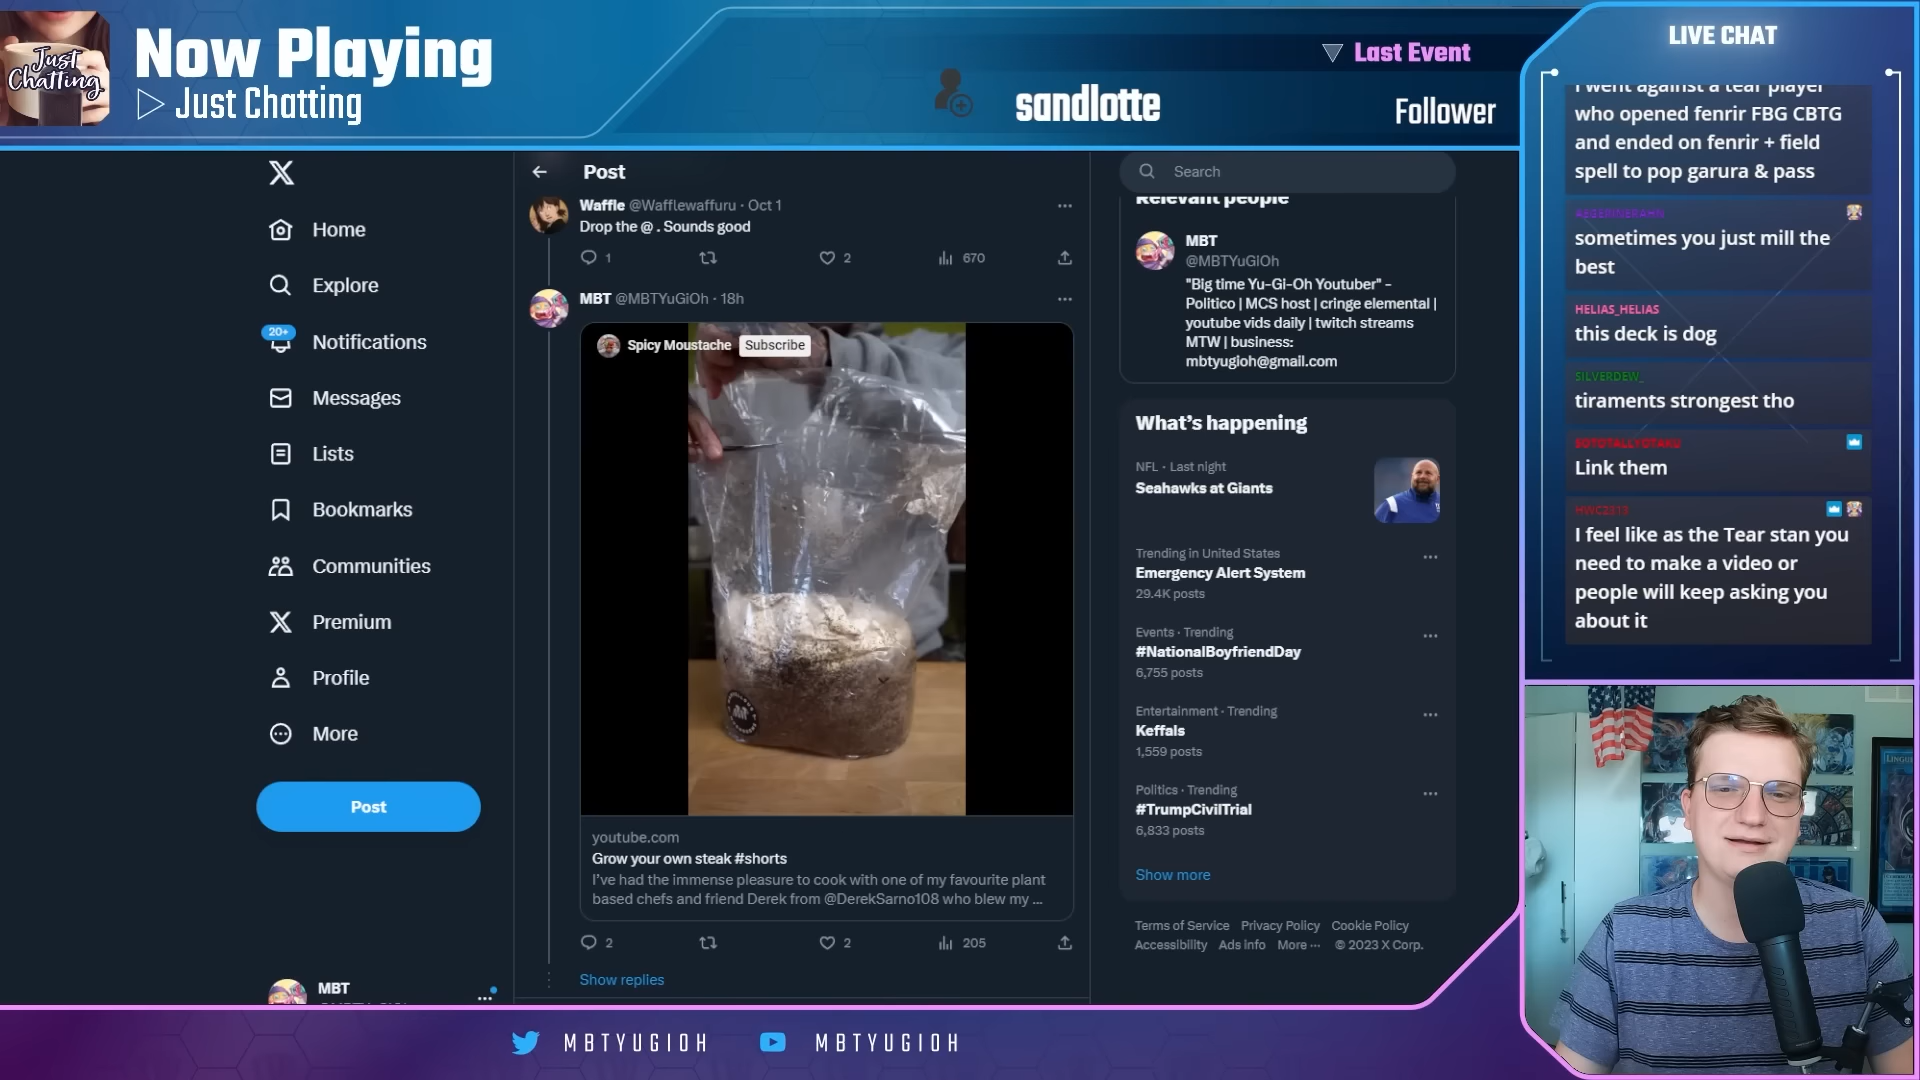 Just
Chatting
Now Playing
Just Chatting
Last Event
sandlotte
Follower
LIVE CHAT
Home
Explore
20+
Notifications
Messages
Lists
Bookmarks
Communities
Premium
Profile
More
Post
MBT
Post
Waffle @Wafflewaffuru · Oct 1
Drop the @ . Sounds good
1 2 670
MBT @MBTYuGiOh · 18h
Spicy Moustache Subscribe
youtube.com
Grow your own steak #shorts
I've had the immense pleasure to cook with one of my favourite plant
based chefs and friend Derek from @DerekSarno108 who blew my ...
2 2 205
Show replies
Search
Relevant people
MBT
@MBTYuGiOh
"Big time Yu-Gi-Oh Youtuber" -
Politico | MCS host | cringe elemental |
youtube vids daily | twitch streams
MTW | business:
mbtyugioh@gmail.com
What's happening
NFL · Last night
Seahawks at Giants
Trending in United States
Emergency Alert System
29.4K posts
Events · Trending
#NationalBoyfriendDay
6,755 posts
Entertainment · Trending
Keffals
1,559 posts
Politics · Trending
#TrumpCivilTrial
6,833 posts
Show more
Terms of Service Privacy Policy Cookie Policy
Accessibility Ads info More ··· © 2023 X Corp.
I went against a tear player
who opened fenrir FBG CBTG
and ended on fenrir + field
spell to pop garura & pass
sometimes you just mill the
best
HELIAS_HELIAS
this deck is dog
SILVERDEW_
tiraments strongest tho
SOTOTALLYOTAKU
Link them
I feel like as the Tear stan you
need to make a video or
people will keep asking you
about it
MBTYUGIOH MBTYUGIOH